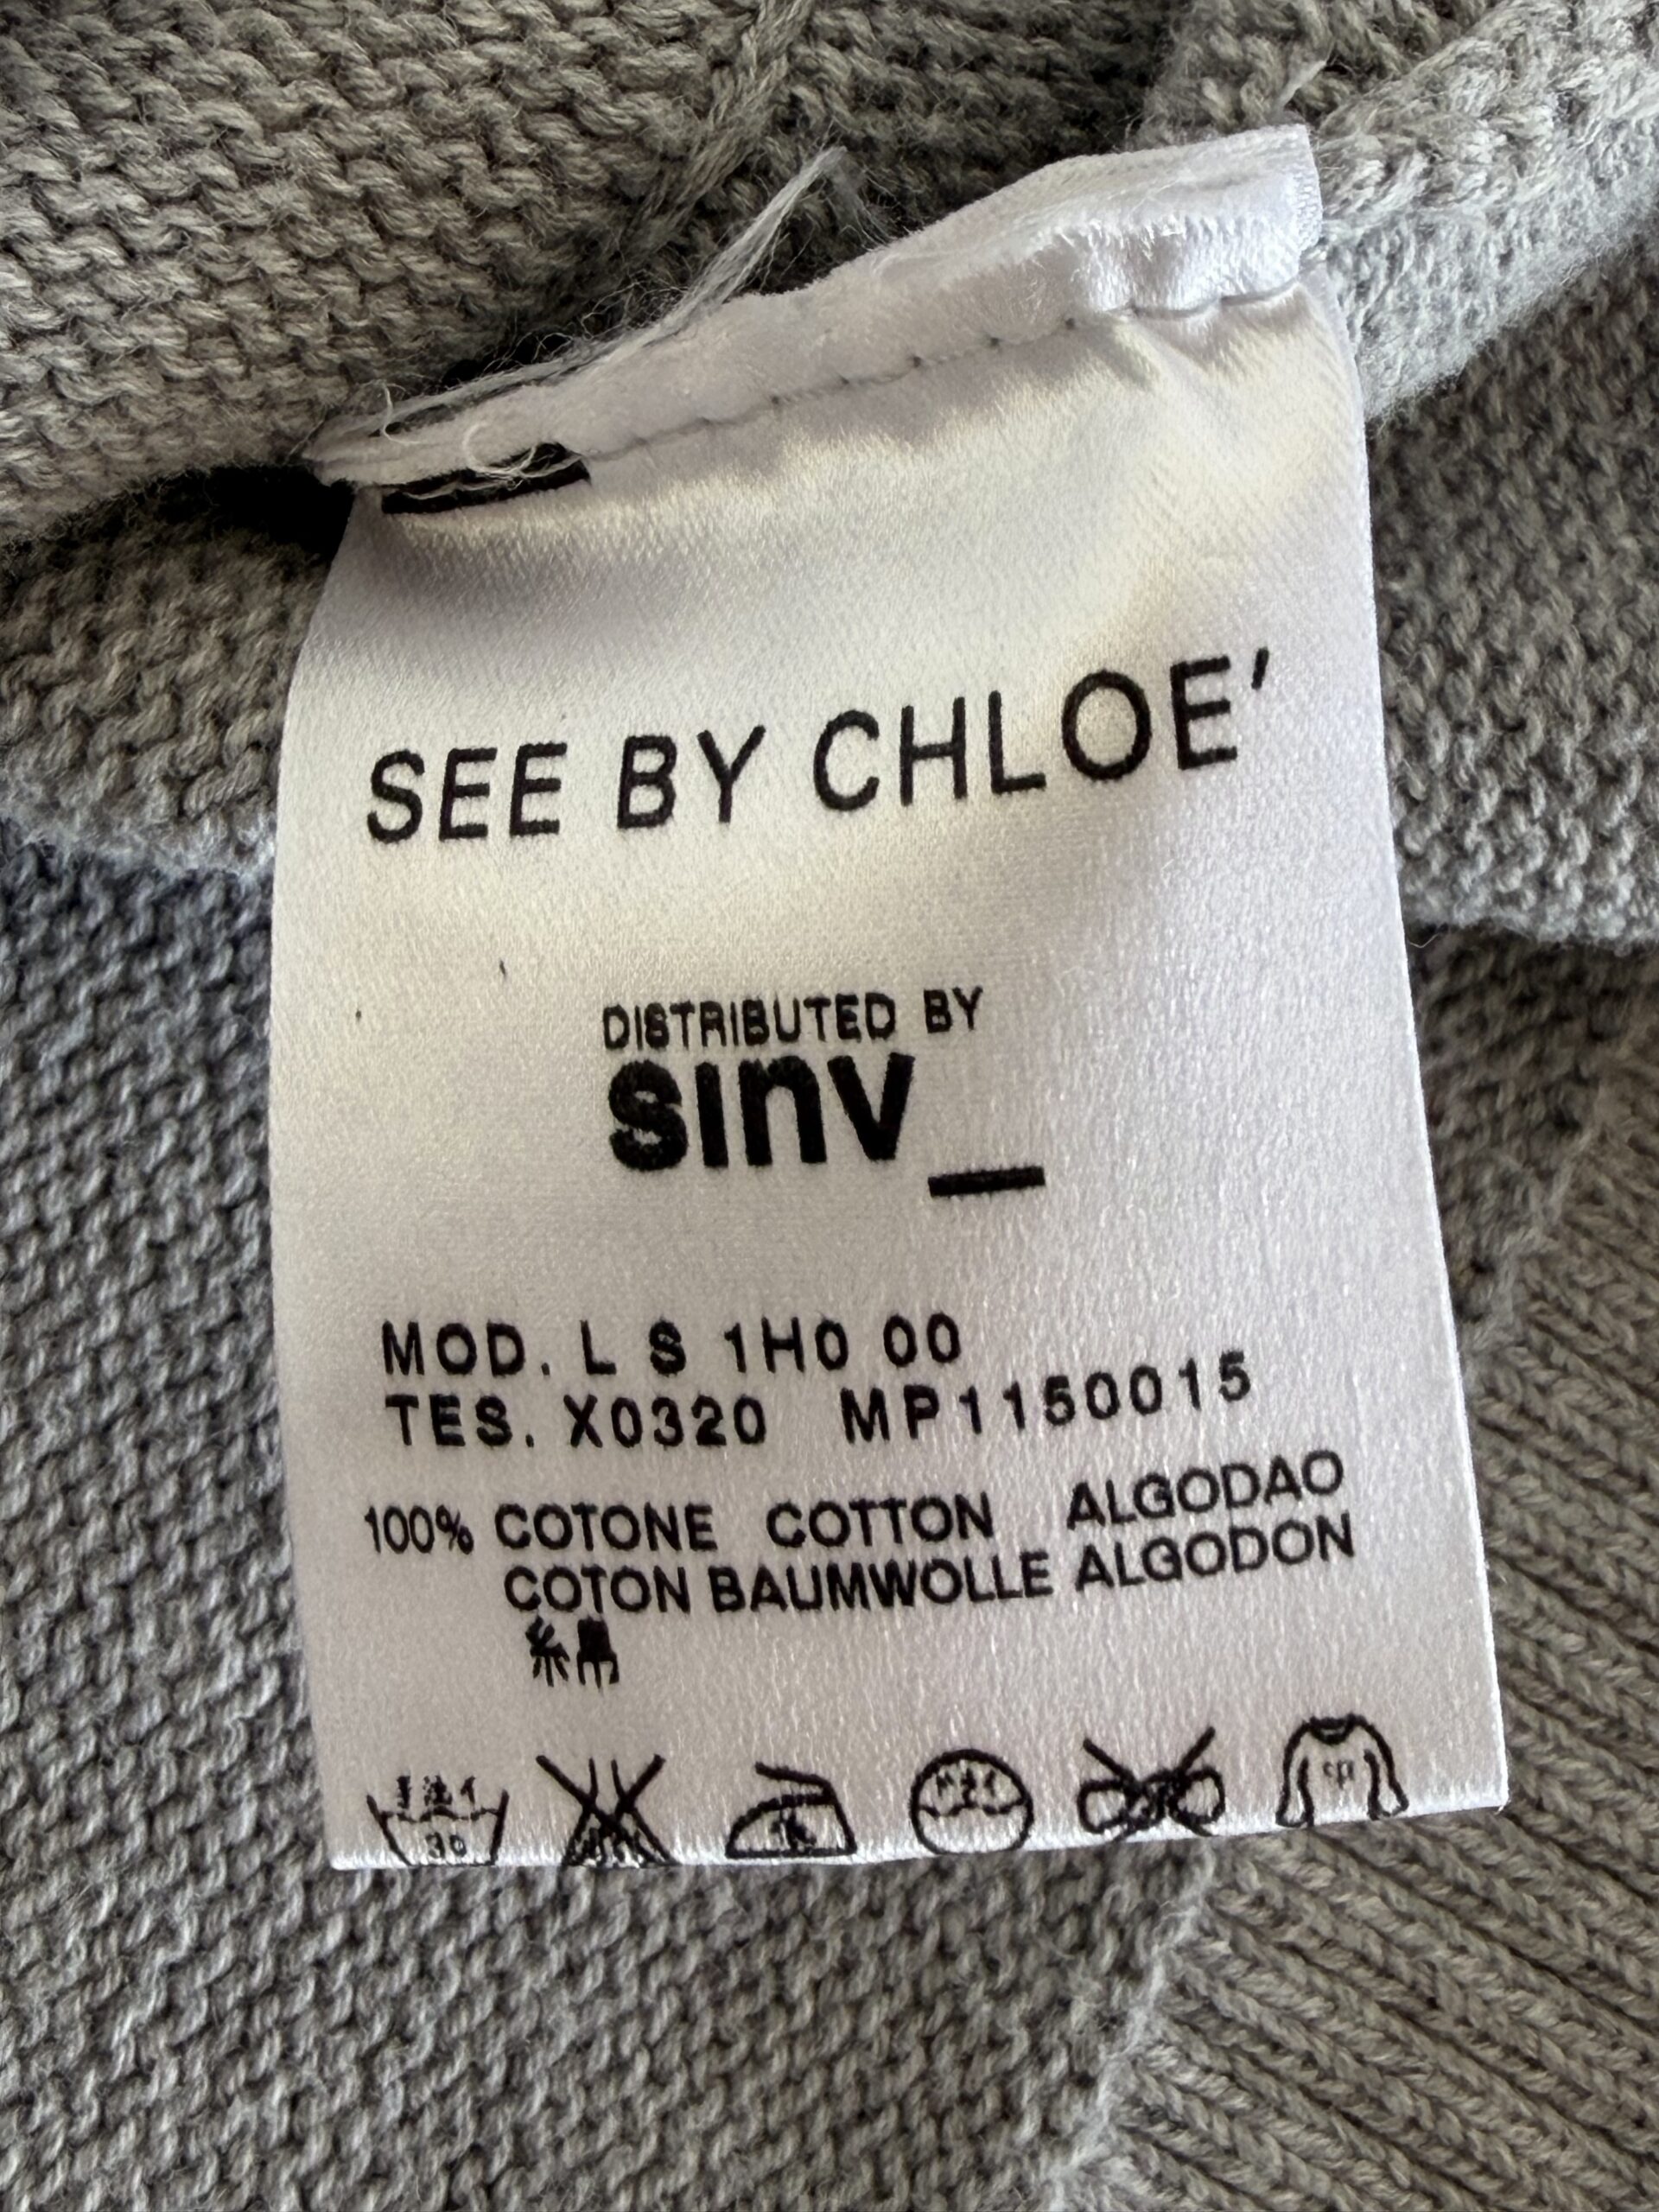 SEE BY CHLOE'
DISTRIBUTED BY
sinv_
MOD. L S 1H0 00
TES. X0320 MP1150015
100% COTONE COTTON ALGODAO
COTON BAUMWOLLE ALGODON
30